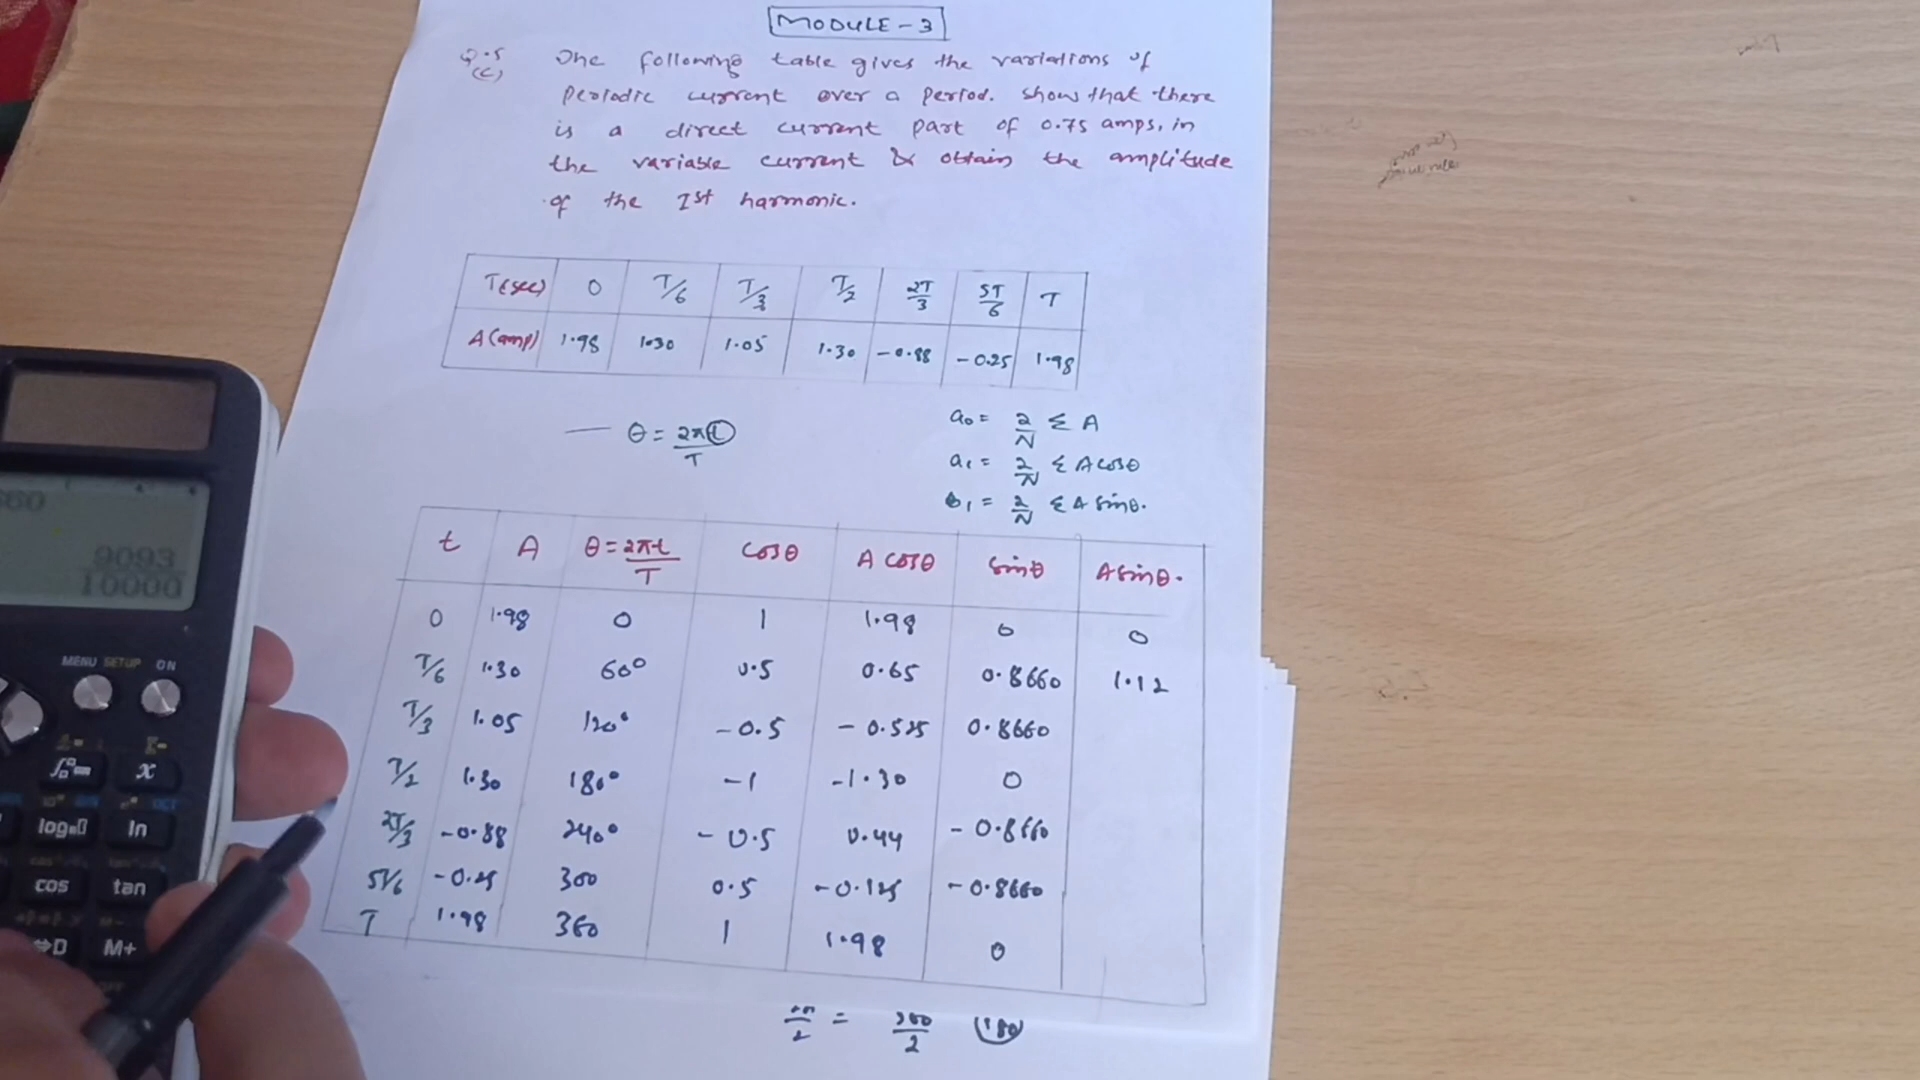 MODULE-3
Q.5 The following table gives the variations of
(c) periodic current over a period. Show that there
is a direct current part of 0.75 amps, in
the variable current & obtain the amplitude
of the 1st harmonic.
T(sec) 0 T/6 T/3 T/2 2T/3 5T/6 T
A(amp) 1.98 1.30 1.05 1.30 -0.88 -0.25 1.98
θ = 2πt/T
a0 = 2/N Σ A
a1 = 2/N Σ A cosθ
b1 = 2/N Σ A sinθ.
t A θ = 2πt/T cosθ A cosθ sinθ A sinθ.
0 1.98 0 1 1.98 0 0
T/6 1.30 60° 0.5 0.65 0.8660 1.12
T/3 1.05 120° -0.5 -0.525 0.8660
T/2 1.30 180° -1 -1.30 0
2T/3 -0.88 240° -0.5 0.44 -0.8660
5T/6 -0.25 300 0.5 -0.125 -0.8660
T 1.98 360 1 1.98 0
= 360/2 (180)
660
9093
10000
MENU SETUP ON
x
log ln
cos tan
⇔D M+